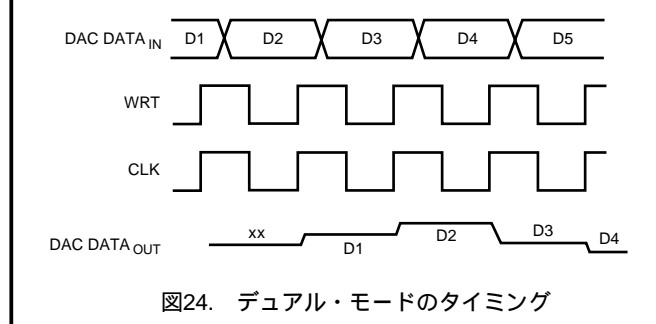 DAC DATA IN D1 D2 D3 D4 D5
WRT
CLK
DAC DATA OUT xx D1 D2 D3 D4
図24. デュアル・モードのタイミング